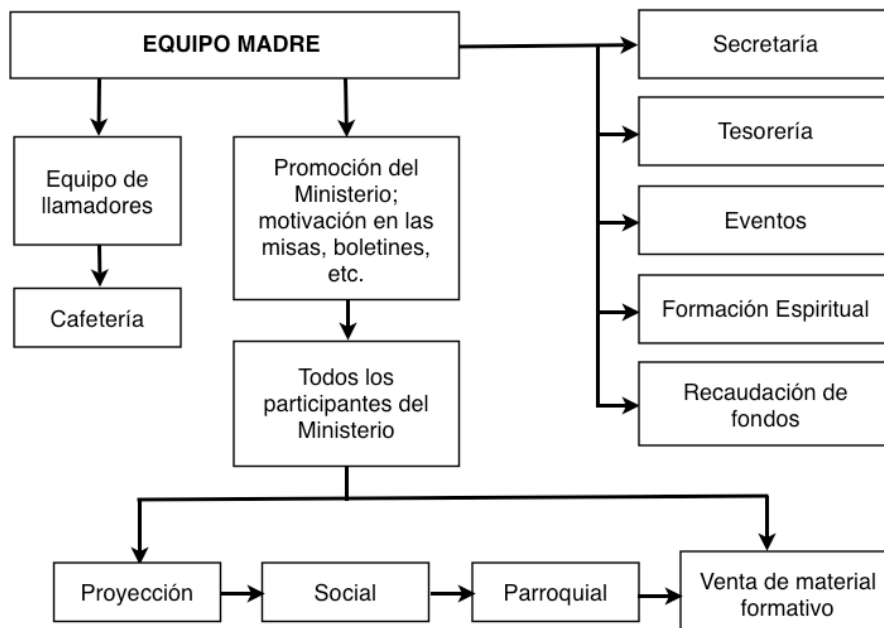 EQUIPO MADRE
Secretaría
Tesorería
Eventos
Formación Espiritual
Recaudación de
fondos
Equipo de
llamadores
Cafetería
Promoción del
Ministerio;
motivación en las
misas, boletines,
etc.
Todos los
participantes del
Ministerio
Proyección
Social
Parroquial
Venta de material
formativo